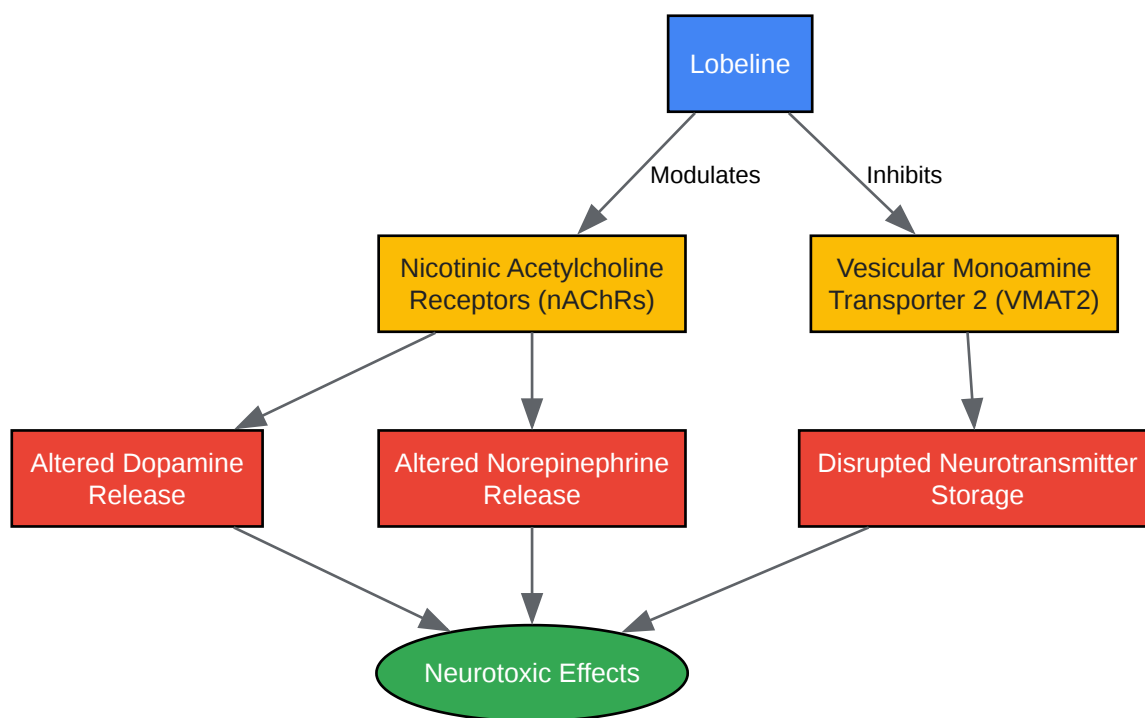 Lobeline
Modulates
Inhibits
Nicotinic Acetylcholine
Receptors (nAChRs)
Vesicular Monoamine
Transporter 2 (VMAT2)
Altered Dopamine
Release
Altered Norepinephrine
Release
Disrupted Neurotransmitter
Storage
Neurotoxic Effects